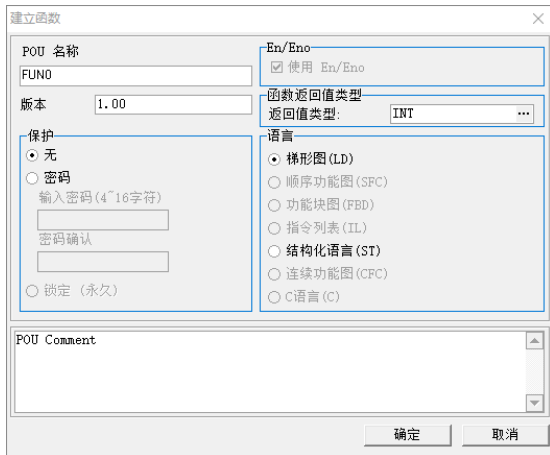 建立函数
POU 名称
FUN0
版本
1.00
En/Eno
使用 En/Eno
函数返回值类型
返回值类型:
INT
...
保护
无
密码
输入密码(4~16字符)
密码确认
锁定 (永久)
语言
梯形图(LD)
顺序功能图(SFC)
功能块图(FBD)
指令列表(IL)
结构化语言(ST)
连续功能图(CFC)
C语言(C)
POU Comment
确定
取消